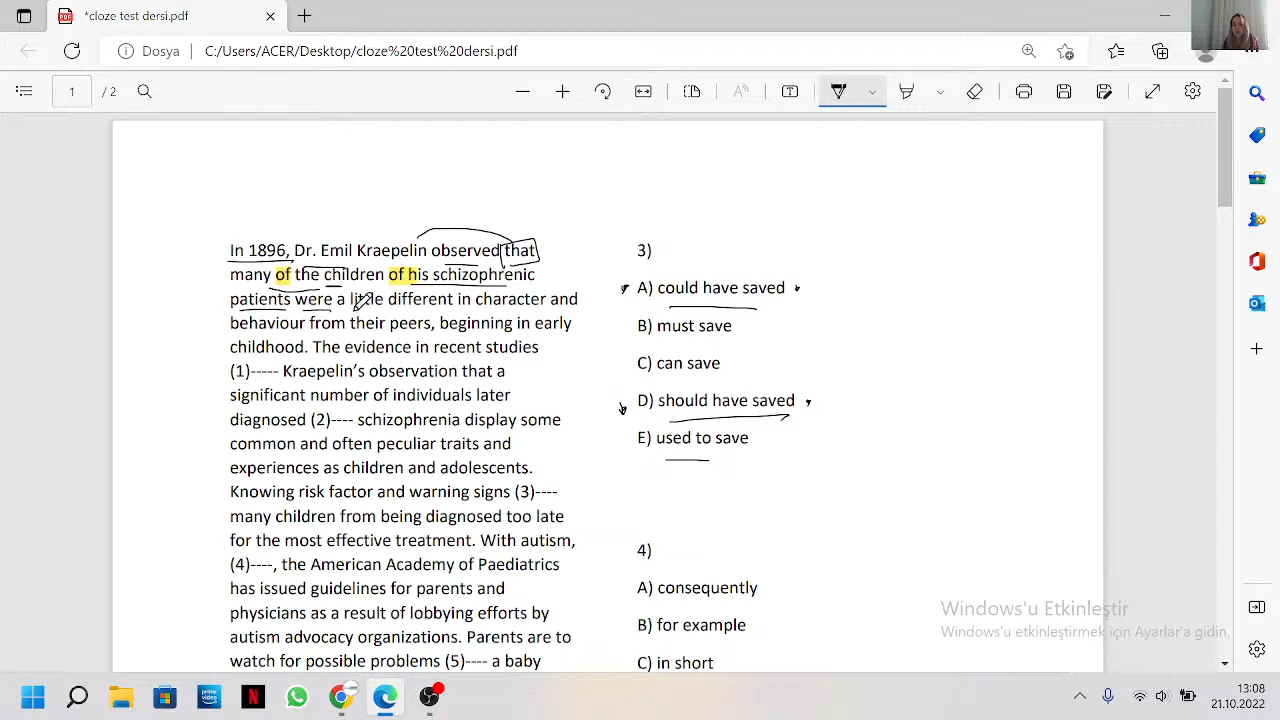 *cloze test dersi.pdf
Dosya C:/Users/ACER/Desktop/cloze%20test%20dersi.pdf
1 / 2
In 1896, Dr. Emil Kraepelin observed that
many of the children of his schizophrenic
patients were a little different in character and
behaviour from their peers, beginning in early
childhood. The evidence in recent studies
(1)----- Kraepelin’s observation that a
significant number of individuals later
diagnosed (2)---- schizophrenia display some
common and often peculiar traits and
experiences as children and adolescents.
Knowing risk factor and warning signs (3)----
many children from being diagnosed too late
for the most effective treatment. With autism,
(4)----, the American Academy of Paediatrics
has issued guidelines for parents and
physicians as a result of lobbying efforts by
autism advocacy organizations. Parents are to
watch for possible problems (5)---- a baby
3)
A) could have saved
B) must save
C) can save
D) should have saved
E) used to save
4)
A) consequently
B) for example
C) in short
Windows'u Etkinleştir
Windows'u etkinleştirmek için Ayarlar'a gidin.
prime
video
N
13:08
21.10.2022